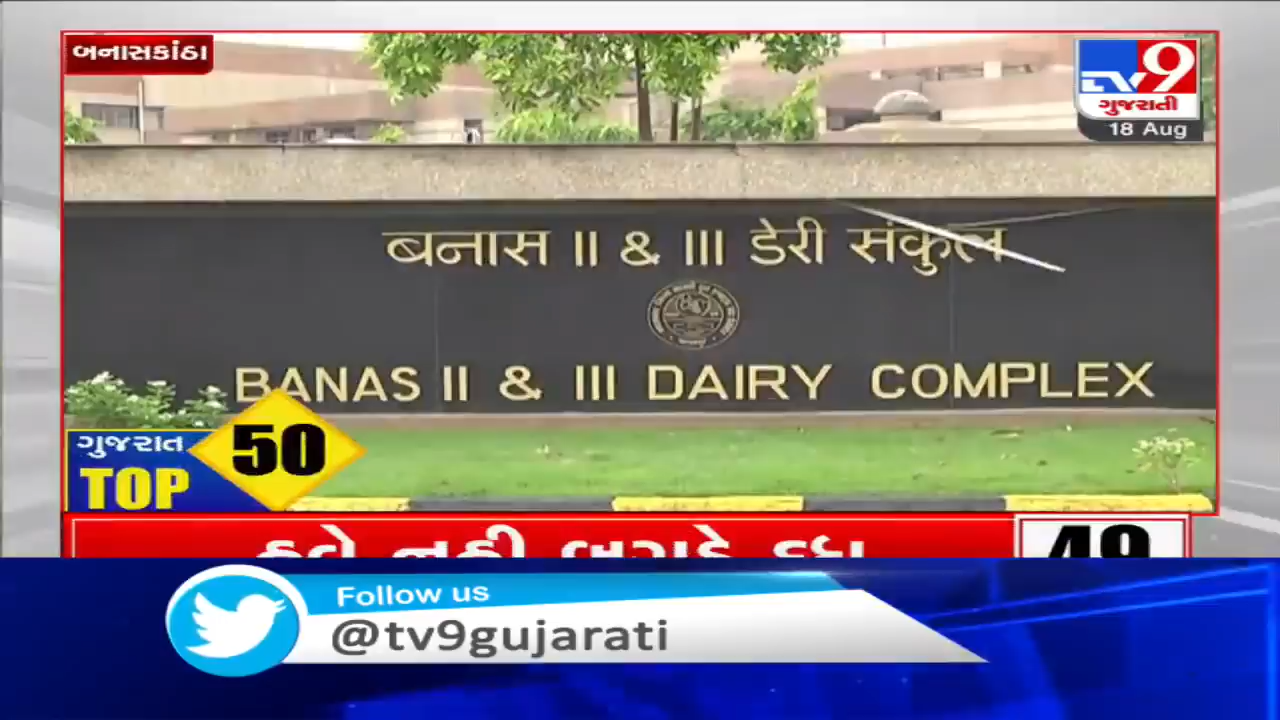 બનાસકાંઠા
TV9
ગુજરાતી
18 Aug
बनास II & III डेरी संकुल
BANAS II & III DAIRY COMPLEX
ગુજરાત
TOP
50
Follow us
@tv9gujarati